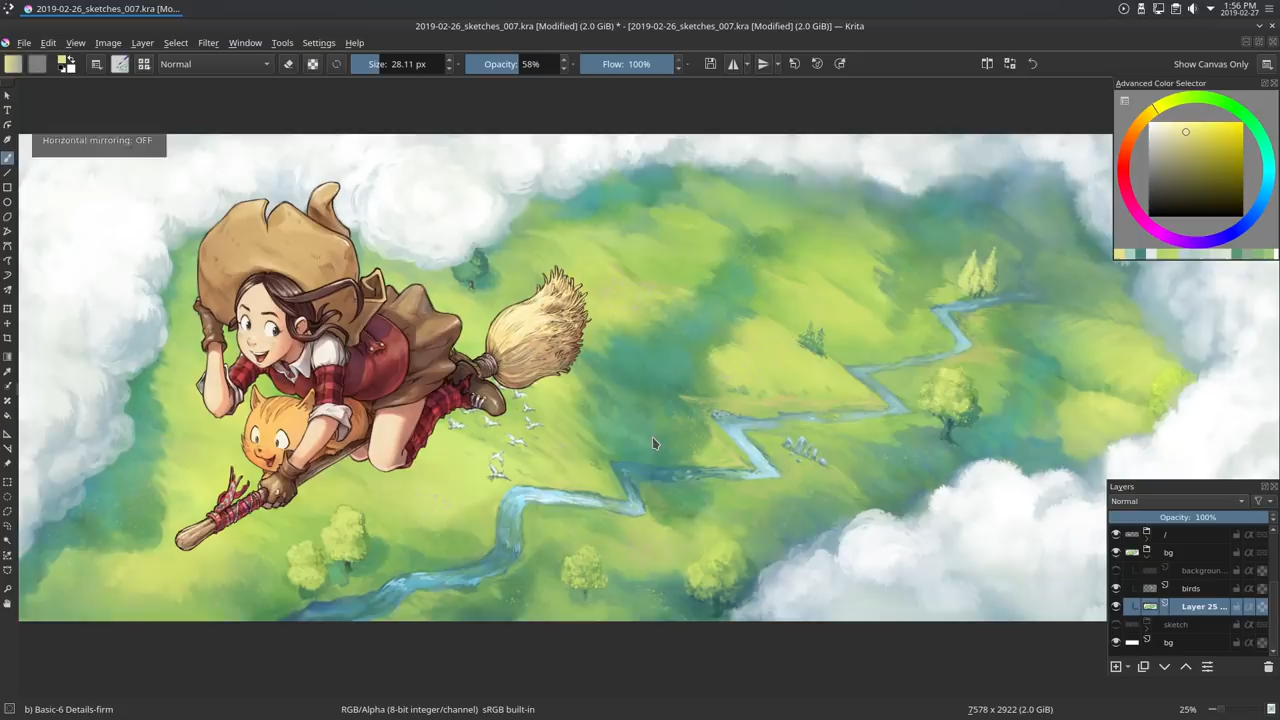 2019-02-26_sketches_007.kra [Mo...
1:56 PM
2019-02-27
2019-02-26_sketches_007.kra [Modified] (2.0 GiB) * - [2019-02-26_sketches_007.kra [Modified] (2.0 GiB)] — Krita
File Edit View Image Layer Select Filter Window Tools Settings Help
Normal Size: 28.11 px Opacity: 58% Flow: 100% Show Canvas Only
Advanced Color Selector
Horizontal mirroring: OFF
Layers
Normal
Opacity: 100%
/
bg
backgroun...
birds
Layer 25 ...
sketch
bg
b) Basic-6 Details-firm RGB/Alpha (8-bit integer/channel) sRGB built-in 7578 x 2922 (2.0 GiB) 25%